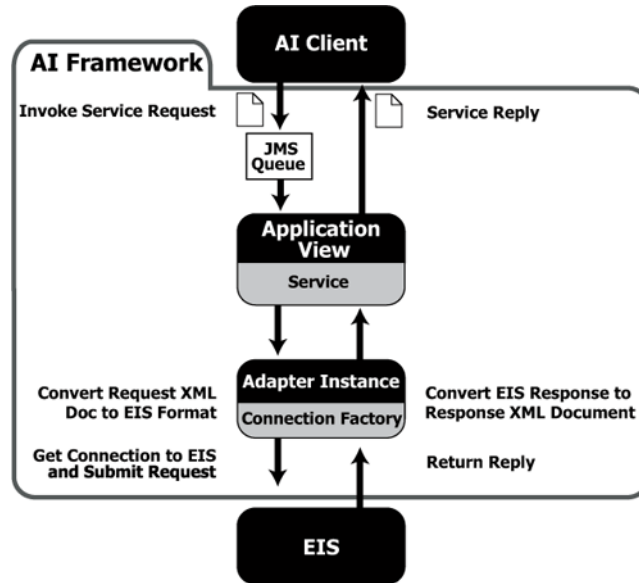 AI Client
AI Framework
Invoke Service Request
Service Reply
JMS
Queue
Application
View
Service
Adapter Instance
Connection Factory
Convert Request XML
Doc to EIS Format
Convert EIS Response to
Response XML Document
Get Connection to EIS
and Submit Request
Return Reply
EIS